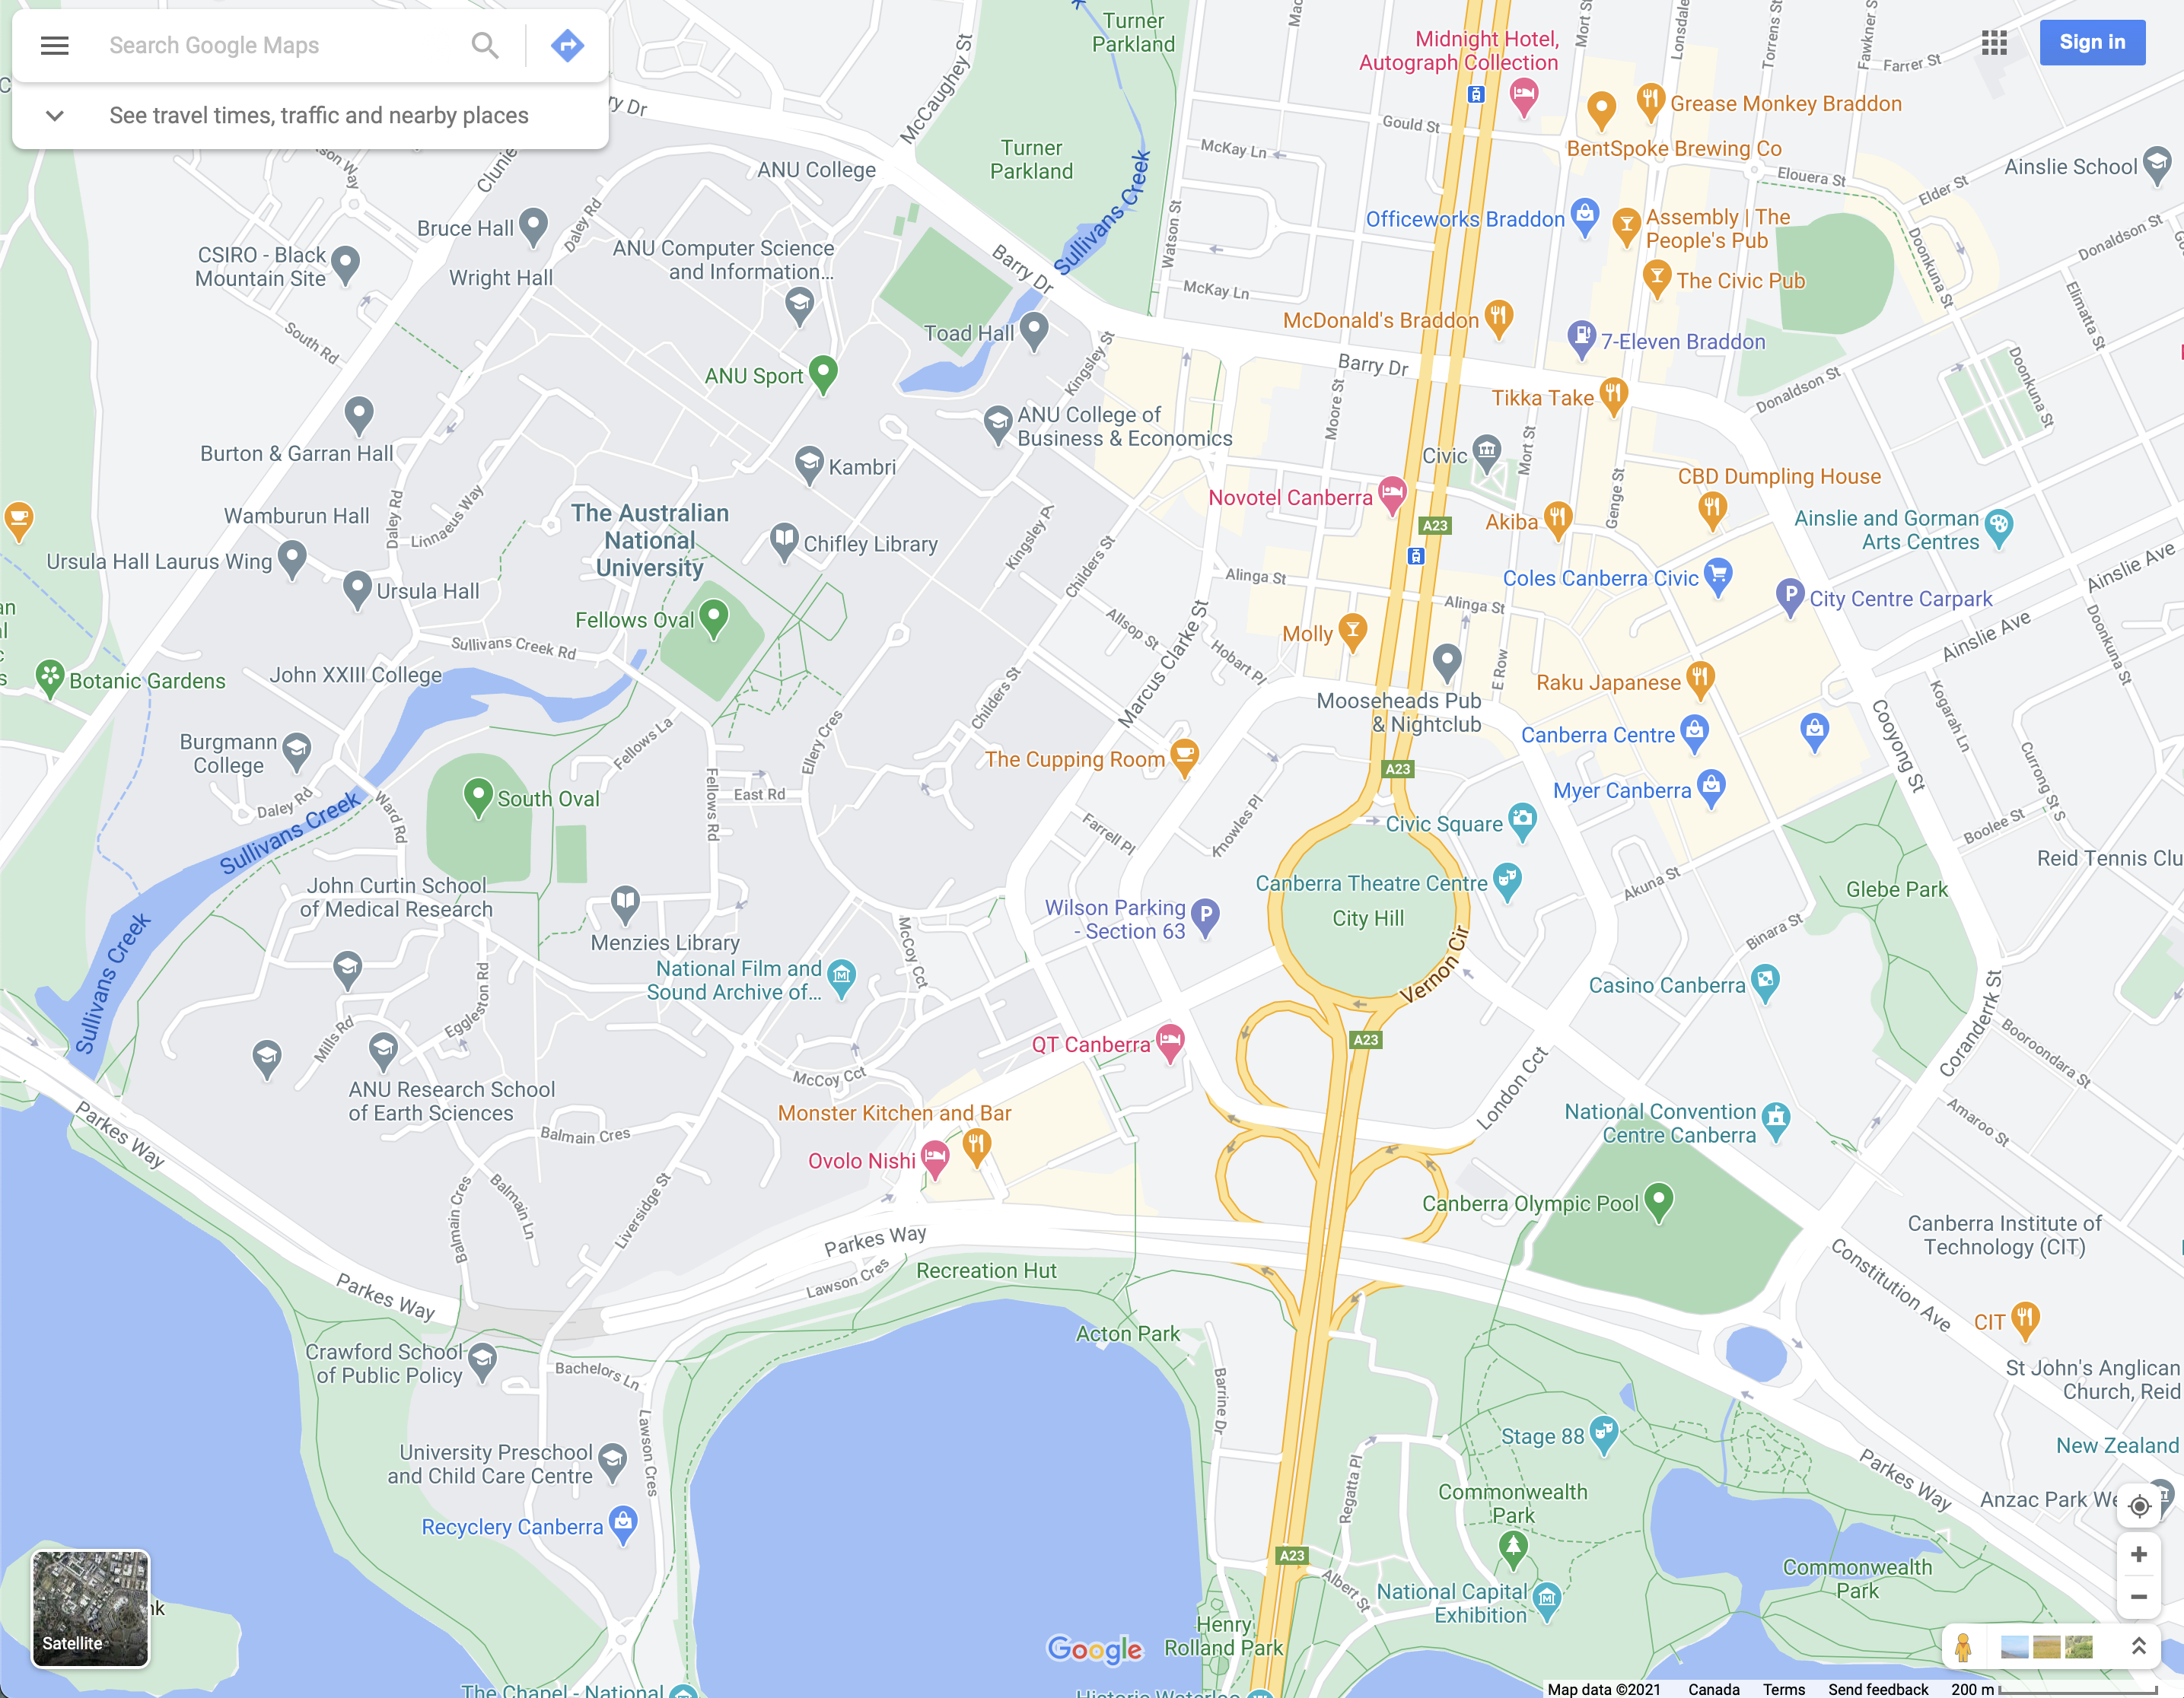 Search Google Maps
See travel times, traffic and nearby places
Sign in
Turner
Parkland
McCaughey St
Midnight Hotel,
Autograph Collection
Mort St
Lonsdale
Torrens St
Farrer St
Grease Monkey Braddon
Gould St
BentSpoke Brewing Co
Turner
Parkland
McKay Ln
Ainslie School
ANU College
Elouera St
Elder St
Sullivans Creek
Watson St
Bruce Hall
Daley Rd
Officeworks Braddon
Assembly | The
People's Pub
Donaldson St
Doonkuna St
ANU Computer Science
and Information...
CSIRO - Black
Mountain Site
Wright Hall
Barry Dr
McKay Ln
The Civic Pub
Elimatta St
South Rd
Toad Hall
McDonald's Braddon
7-Eleven Braddon
Kingsley St
Barry Dr
ANU Sport
Donaldson St
Doonkuna St
Tikka Take
Moore St
ANU College of
Business & Economics
Burton & Garran Hall
Civic
Mort St
Kambri
CBD Dumpling House
Novotel Canberra
Genge St
Daley Rd
Linnaeus Way
Wamburun Hall
The Australian
National
University
Kingsley Pl
A23
Akiba
Ainslie and Gorman
Arts Centres
Chifley Library
Childers St
Ursula Hall Laurus Wing
Ainslie Ave
Alinga St
Coles Canberra Civic
Ursula Hall
Alinga St
City Centre Carpark
Fellows Oval
Allsop St
Marcus Clarke St
Molly
Ainslie Ave
Doonkuna St
Sullivans Creek Rd
Hobart Pl
E Row
John XXIII College
Botanic Gardens
Raku Japanese
Childers St
Mooseheads Pub
& Nightclub
Kogarah Ln
Cooyong St
Burgmann
College
Fellows La
Ellery Cres
Canberra Centre
The Cupping Room
A23
Fellows Rd
East Rd
Myer Canberra
Currong St S
Daley Rd
South Oval
Ward Rd
Farrell Pl
Knowles Pl
Civic Square
Boolee St
Sullivans Creek
Reid Tennis Clu
John Curtin School
of Medical Research
Canberra Theatre Centre
Akuna St
Glebe Park
Wilson Parking
- Section 63
City Hill
Menzies Library
McCoy Cct
Vernon Cir
Binara St
Sullivans Creek
National Film and
Sound Archive of...
Casino Canberra
Eggleston Rd
Mills Rd
Coranderrk St
QT Canberra
A23
Booroondara St
ANU Research School
of Earth Sciences
McCoy Cct
London Cct
Parkes Way
Monster Kitchen and Bar
National Convention
Centre Canberra
Amaroo St
Balmain Cres
Ovolo Nishi
Balmain Cres
Balmain Ln
Liversidge St
Canberra Olympic Pool
Canberra Institute of
Technology (CIT)
Parkes Way
Constitution Ave
Parkes Way
Lawson Cres
Recreation Hut
Acton Park
CIT
Crawford School
of Public Policy
Bachelors Ln
Barrine Dr
St John's Anglican
Church, Reid
Lawson Cres
Stage 88
New Zealand
University Preschool
and Child Care Centre
Regatta Pl
Commonwealth
Park
Parkes Way
Anzac Park We
Recyclery Canberra
A23
Albert St
National Capital
Exhibition
Commonwealth
Park
Satellite
Henry
Rolland Park
Google
The Chapel - National
Map data ©2021
Canada
Terms
Send feedback
200 m